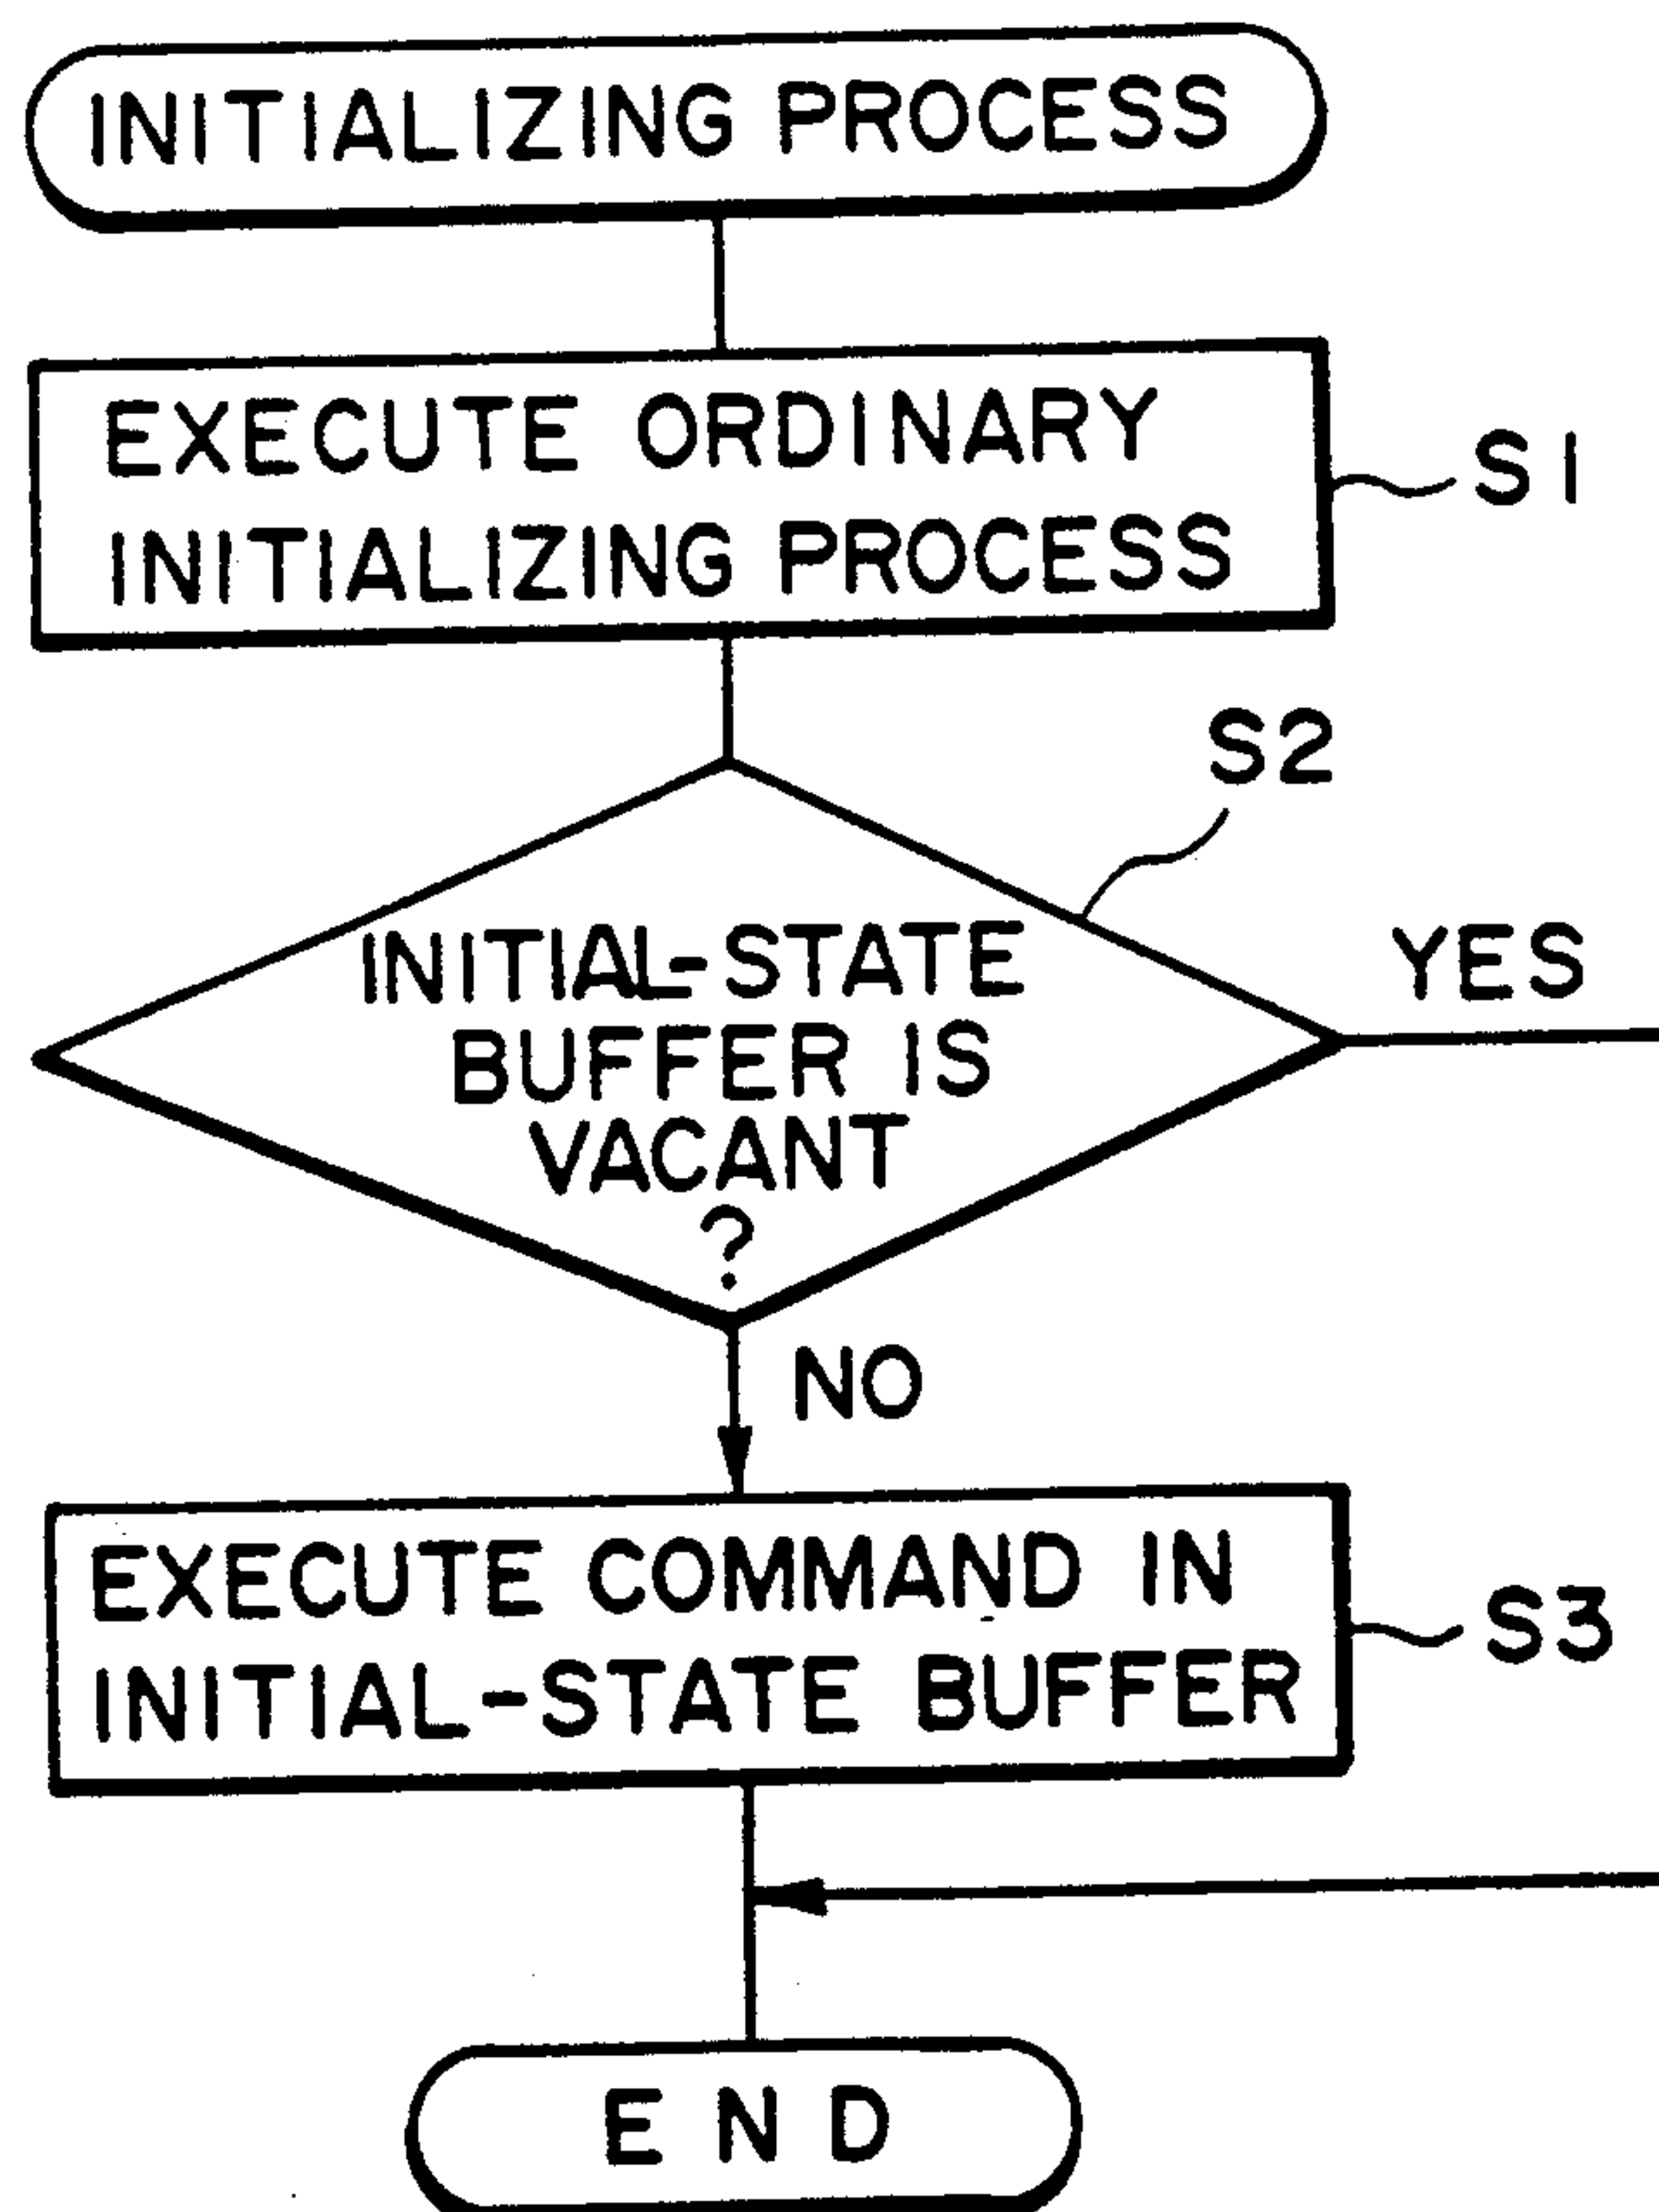 INITIALIZING PROCESS
EXECUTE ORDINARY
INITIALIZING PROCESS
S1
S2
INITIAL-STATE
BUFFER IS
VACANT
?
YES
NO
EXECUTE COMMAND IN
INITIAL-STATE BUFFER
S3
END